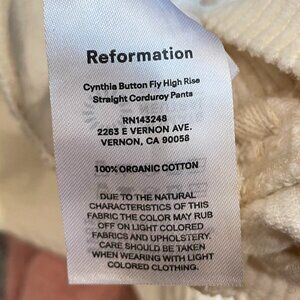 Reformation
Cynthia Button Fly High Rise
Straight Corduroy Pants
RN143248
2263 E VERNON AVE.
VERNON, CA 90058
100% ORGANIC COTTON
DUE TO THE NATURAL
CHARACTERISTICS OF THIS
FABRIC THE COLOR MAY RUB
OFF ON LIGHT COLORED
FABRICS AND UPHOLSTERY.
CARE SHOULD BE TAKEN
WHEN WEARING WITH LIGHT
COLORED CLOTHING.